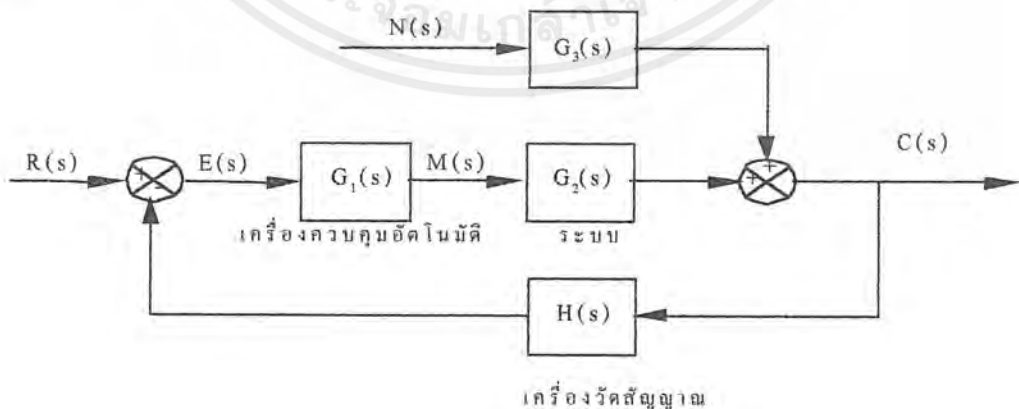 N(s)
G₃(s)
R(s)
E(s)
G₁(s)
M(s)
G₂(s)
C(s)
เครื่องควบคุมอัตโนมัติ
ระบบ
H(s)
เครื่องวัดสัญญาณ